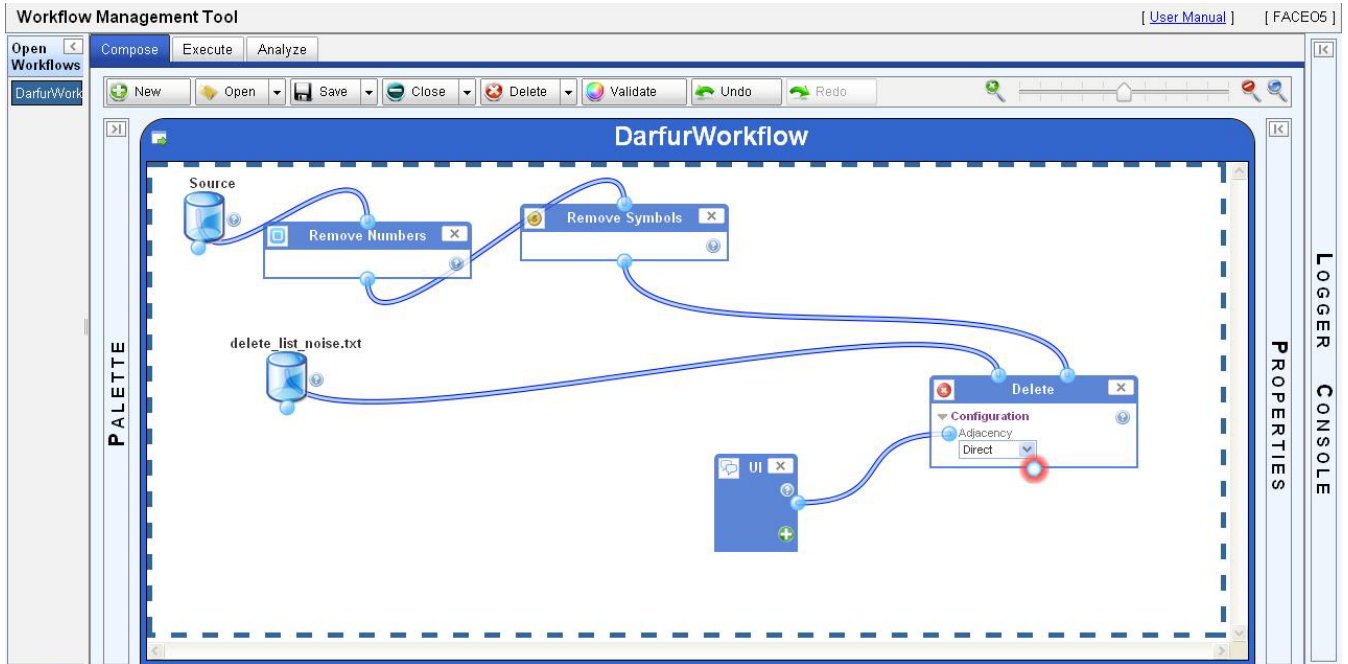 Workflow Management Tool
[ User Manual ] [ FACE05 ]
Open
Workflows
Compose Execute Analyze
DarfurWork
New Open Save Close Delete Validate Undo Redo
DarfurWorkflow
Source
Remove Numbers
Remove Symbols
delete_list_noise.txt
Delete
Configuration
Adjacency
Direct
UI
PALETTE
PROPERTIES
LOGGER CONSOLE